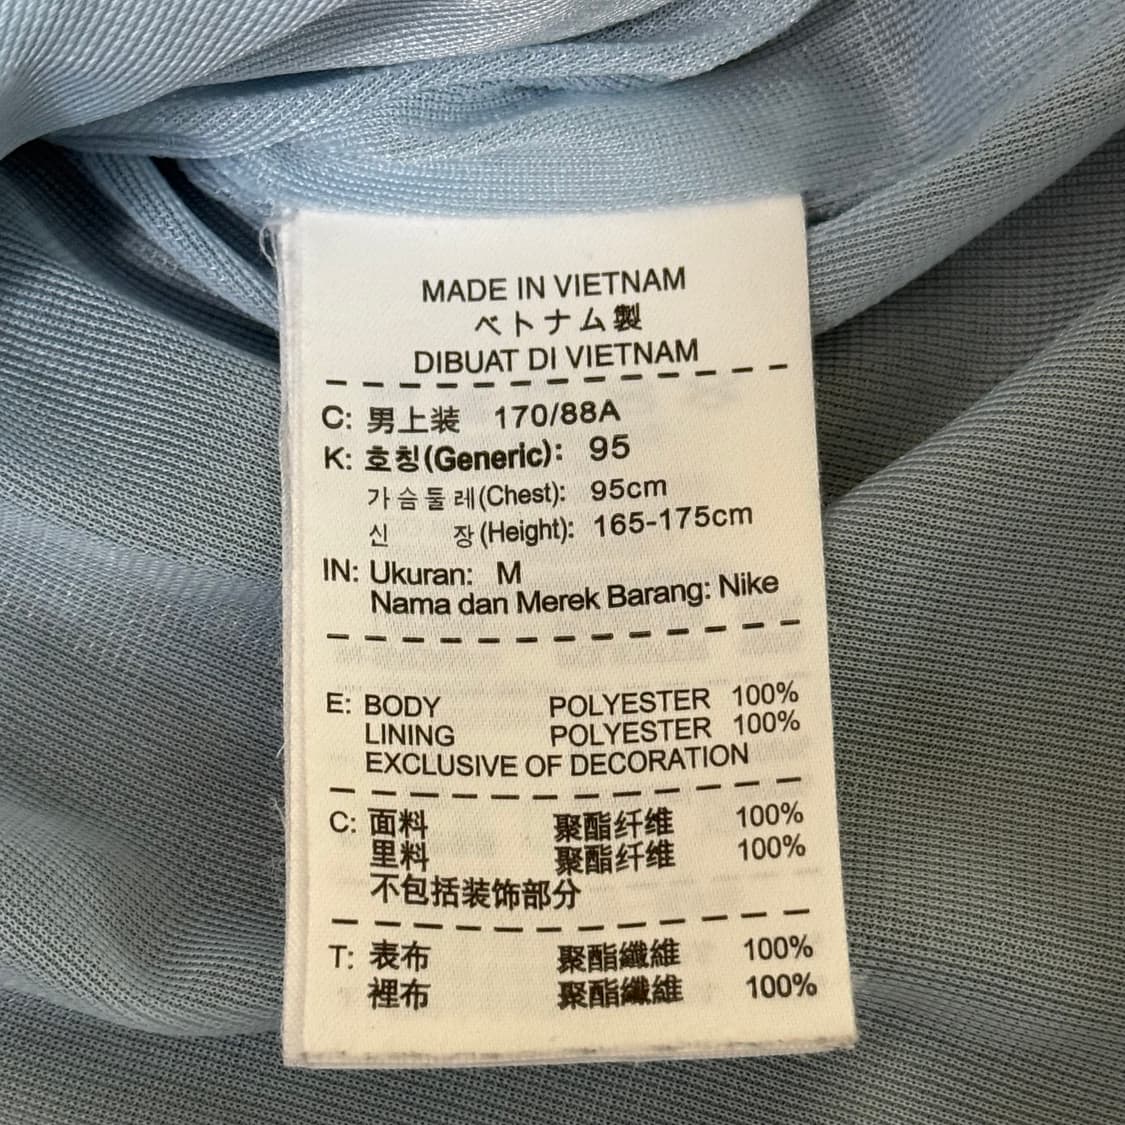 MADE IN VIETNAM
ベトナム製
DIBUAT DI VIETNAM
C: 男上装 170/88A
K: 호칭(Generic): 95
가슴둘레(Chest): 95cm
신 장(Height): 165-175cm
IN: Ukuran: M
Nama dan Merek Barang: Nike
E: BODY POLYESTER 100%
LINING POLYESTER 100%
EXCLUSIVE OF DECORATION
C: 面料 聚酯纤维 100%
里料 聚酯纤维 100%
不包括装饰部分
T: 表布 聚酯纖維 100%
裡布 聚酯纖維 100%